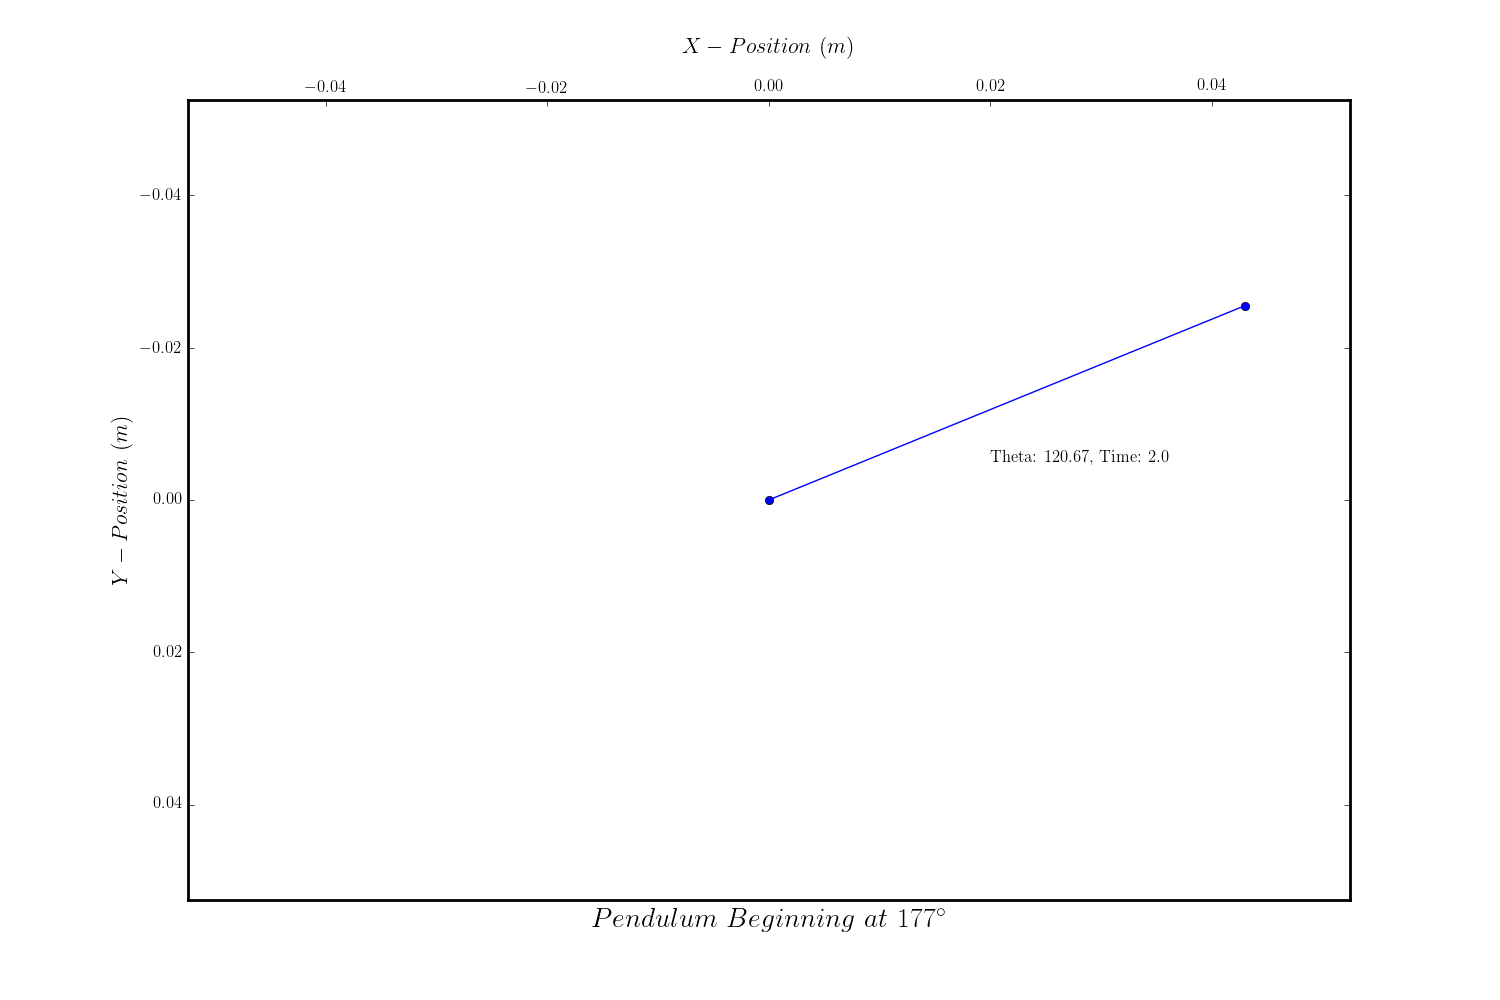 X − Position (m)
−0.04 −0.02 0.00 0.02 0.04
−0.04
−0.02
Theta: 120.67, Time: 2.0
Y − Position (m)
0.00
0.02
0.04
Pendulum Beginning at 177°